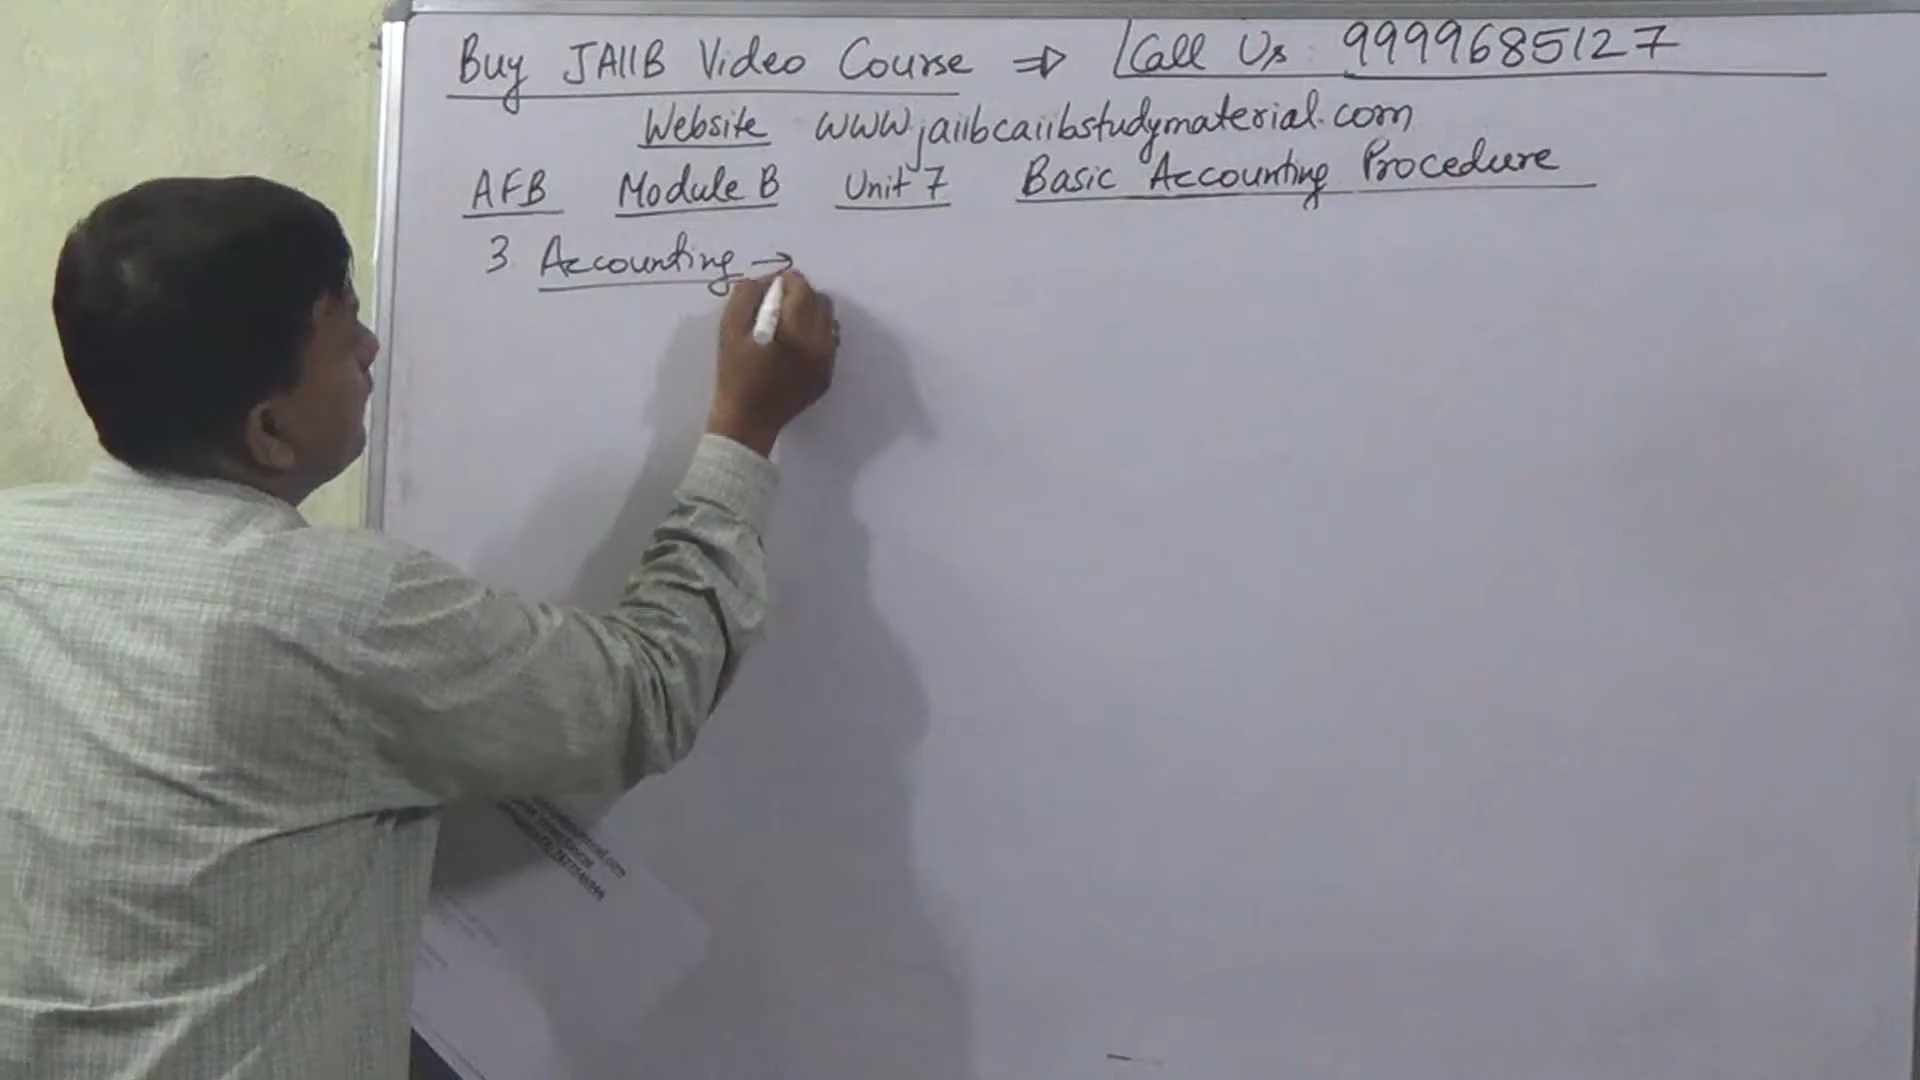 Buy JAIIB Video Course ⇒ Call Us : 9999685127
Website www.jaiibcaiibstudymaterial.com
AFB Module B Unit 7 Basic Accounting Procedure
3. Accounting →